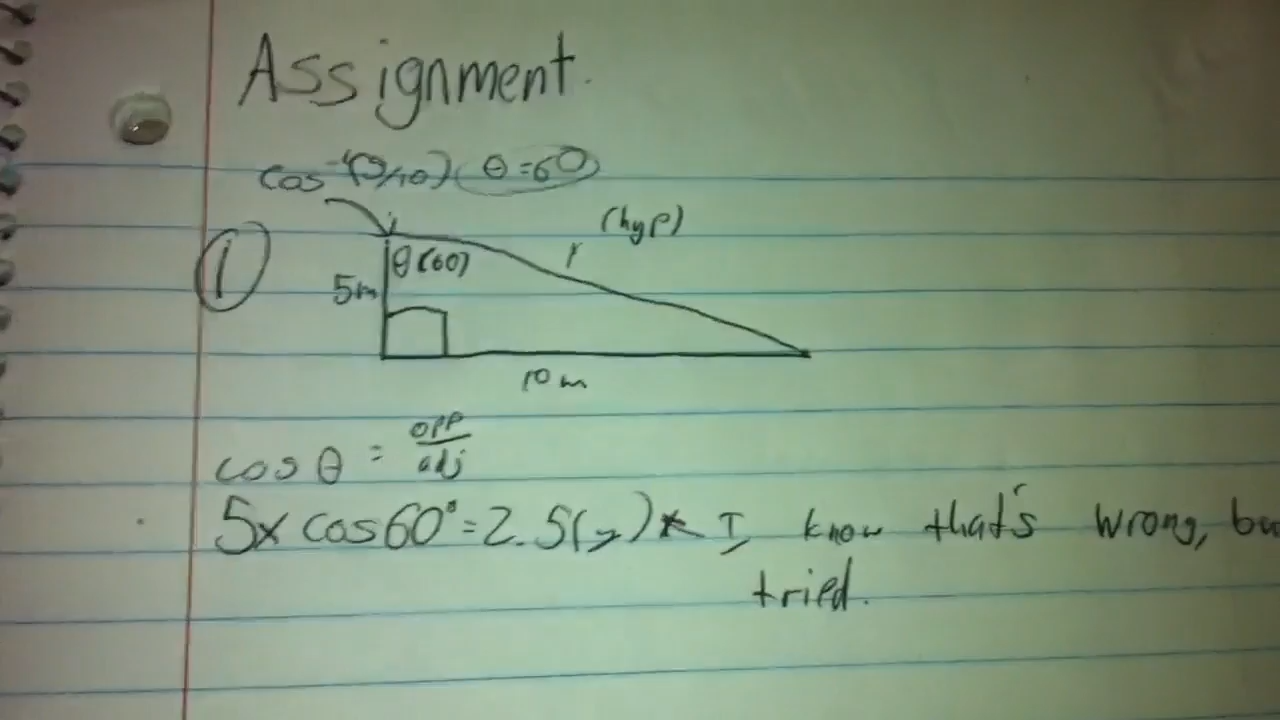 Assignment.
cos⁻¹(5/10) θ=60
(hyp)
r
①
θ(60)
5m
10 m
cos θ = opp/adj
5x cos60°=2.5( )* I know that's wrong, bu
tried.